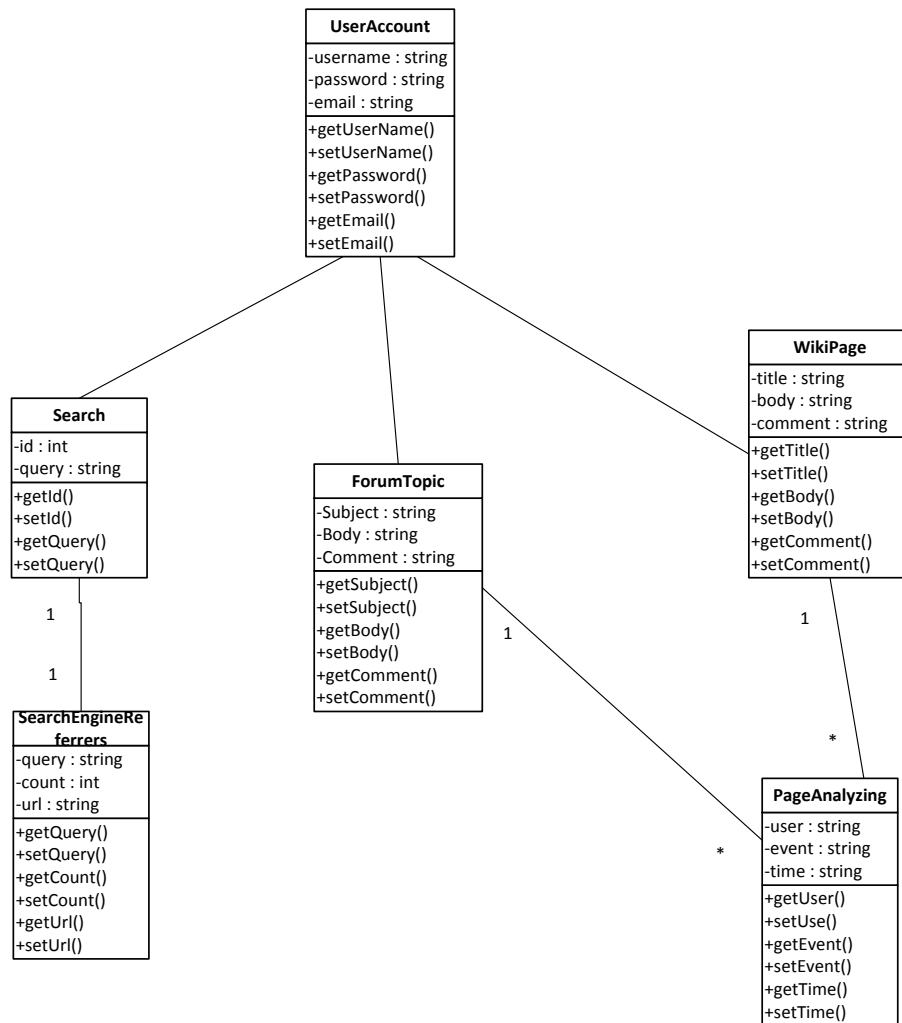 UserAccount
-username : string
-password : string
-email : string
+getUserName()
+setUserName()
+getPassword()
+setPassword()
+getEmail()
+setEmail()
WikiPage
-title : string
-body : string
-comment : string
+getTitle()
+setTitle()
+getBody()
+setBody()
+getComment()
+setComment()
Search
-id : int
-query : string
+getId()
+setId()
+getQuery()
+setQuery()
ForumTopic
-Subject : string
-Body : string
-Comment : string
+getSubject()
+setSubject()
+getBody()
+setBody()
+getComment()
+setComment()
1
1
1
1
*
*
SearchEngineRe
ferrers
-query : string
-count : int
-url : string
+getQuery()
+setQuery()
+getCount()
+setCount()
+getUrl()
+setUrl()
PageAnalyzing
-user : string
-event : string
-time : string
+getUser()
+setUse()
+getEvent()
+setEvent()
+getTime()
+setTime()